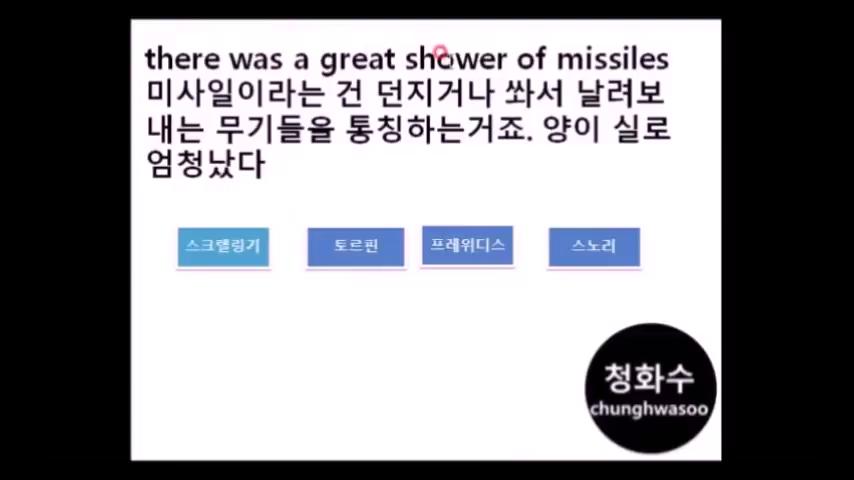 there was a great shower of missiles
미사일이라는 건 던지거나 쏴서 날려보
내는 무기들을 통칭하는거죠. 양이 실로
엄청났다
스크렐링기
토르핀
프레위디스
스노리
청화수
chunghwasoo